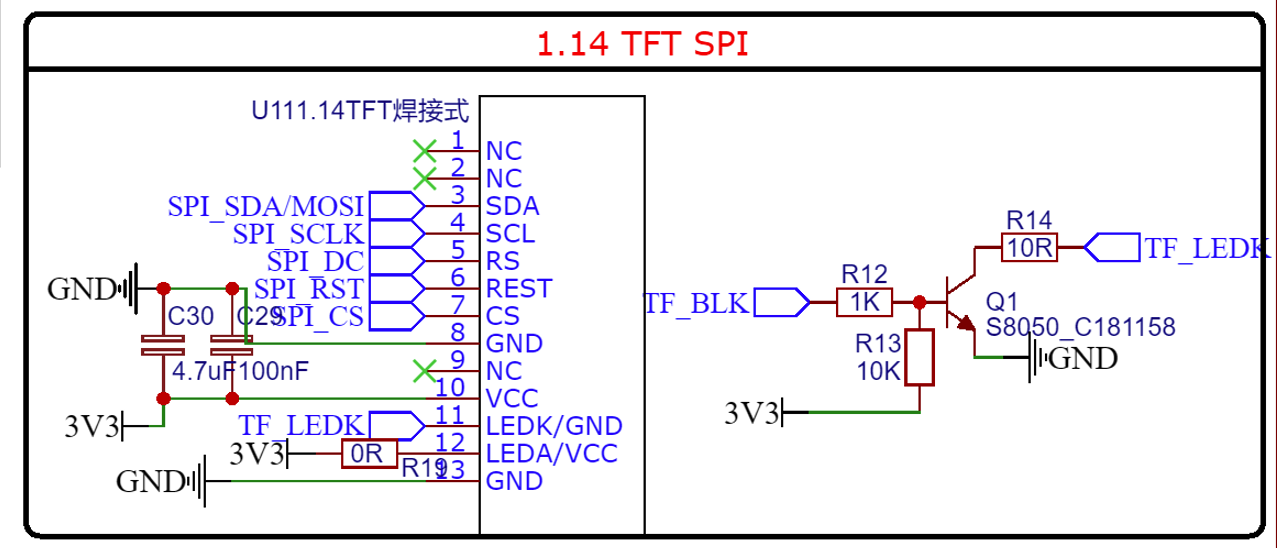 1.14 TFT SPI
U111.14TFT焊接式
1 NC
2 NC
SPI_SDA/MOSI 3 SDA
SPI_SCLK 4 SCL
SPI_DC 5 RS
SPI_RST 6 REST
SPI_CS 7 CS
8 GND
9 NC
10 VCC
TF_LEDK 11 LEDK/GND
3V3 0R R19 12 LEDA/VCC
GND 13 GND
GND
C30
C29
4.7uF
100nF
3V3
R14
10R
TF_LEDK
R12
1K
TF_BLK
Q1
S8050_C181158
R13
10K
GND
3V3